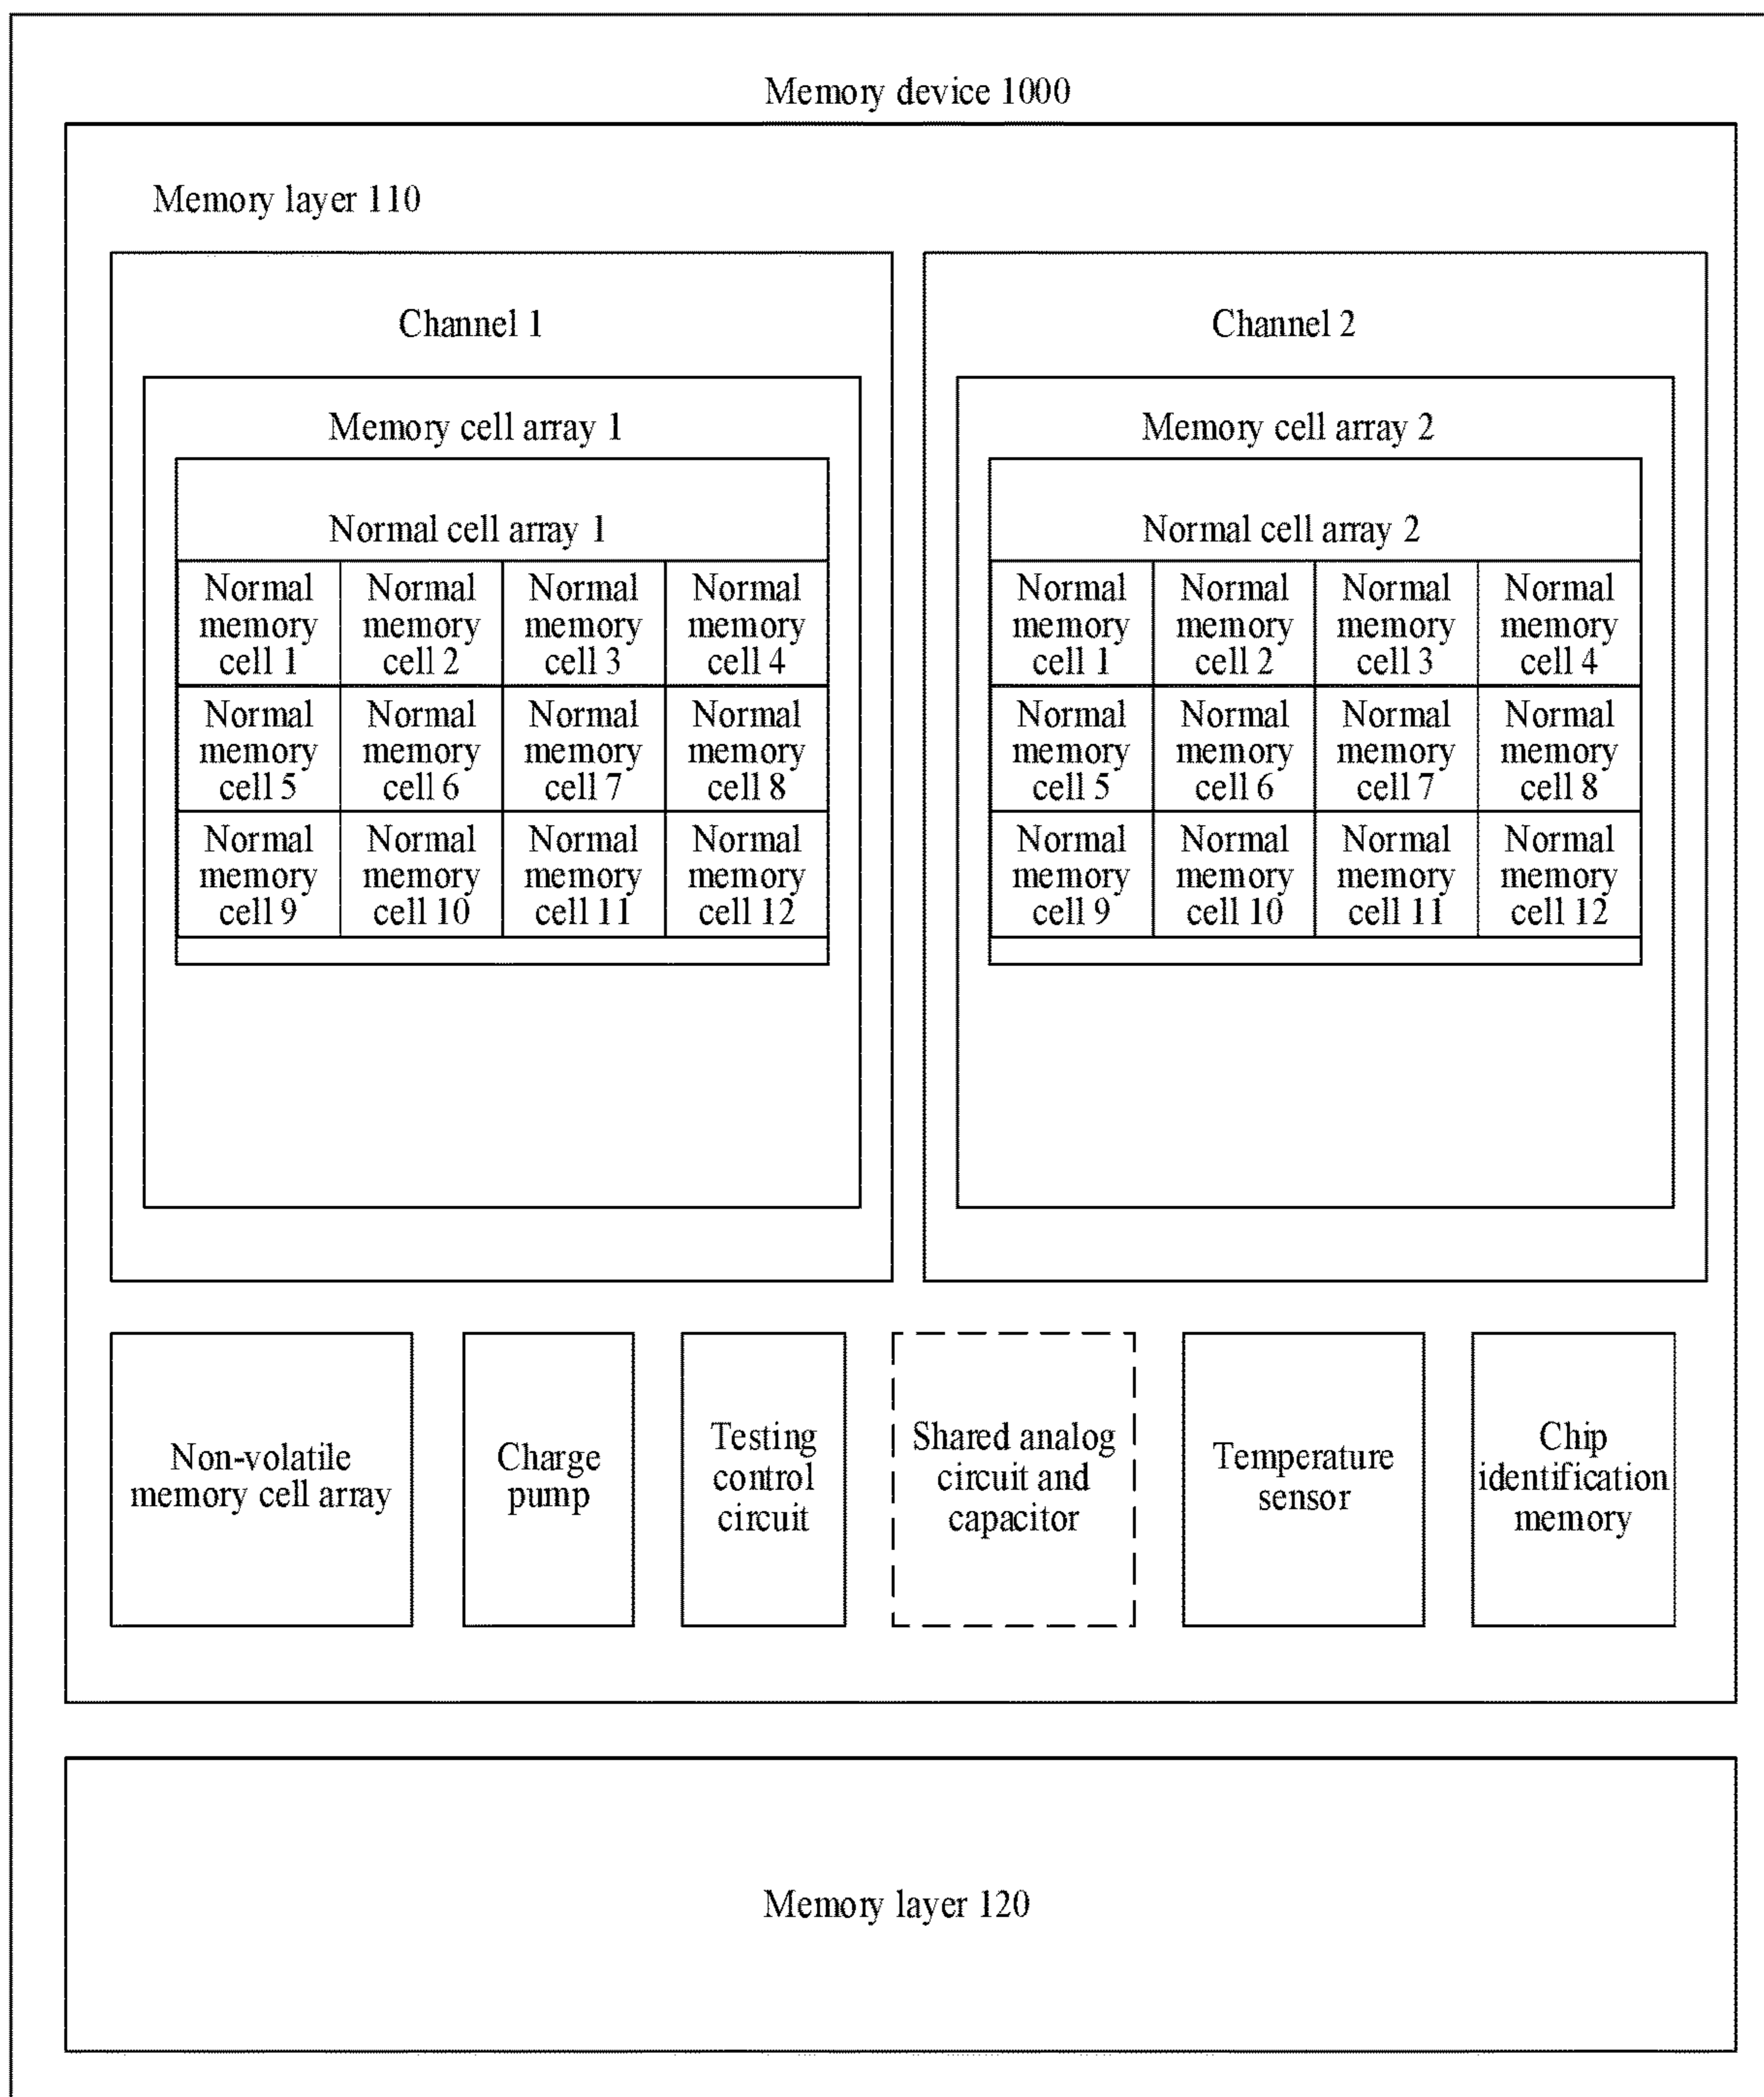 Memory device 1000
Memory layer 110
Channel 1
Memory cell array 1
Normal cell array 1
Normal
memory
cell 1
Normal
memory
cell 2
Normal
memory
cell 3
Normal
memory
cell 4
Normal
memory
cell 5
Normal
memory
cell 6
Normal
memory
cell 7
Normal
memory
cell 8
Normal
memory
cell 9
Normal
memory
cell 10
Normal
memory
cell 11
Normal
memory
cell 12
Channel 2
Memory cell array 2
Normal cell array 2
Normal
memory
cell 1
Normal
memory
cell 2
Normal
memory
cell 3
Normal
memory
cell 4
Normal
memory
cell 5
Normal
memory
cell 6
Normal
memory
cell 7
Normal
memory
cell 8
Normal
memory
cell 9
Normal
memory
cell 10
Normal
memory
cell 11
Normal
memory
cell 12
Non-volatile
memory cell array
Charge
pump
Testing
control
circuit
Shared analog
circuit and
capacitor
Temperature
sensor
Chip
identification
memory
Memory layer 120